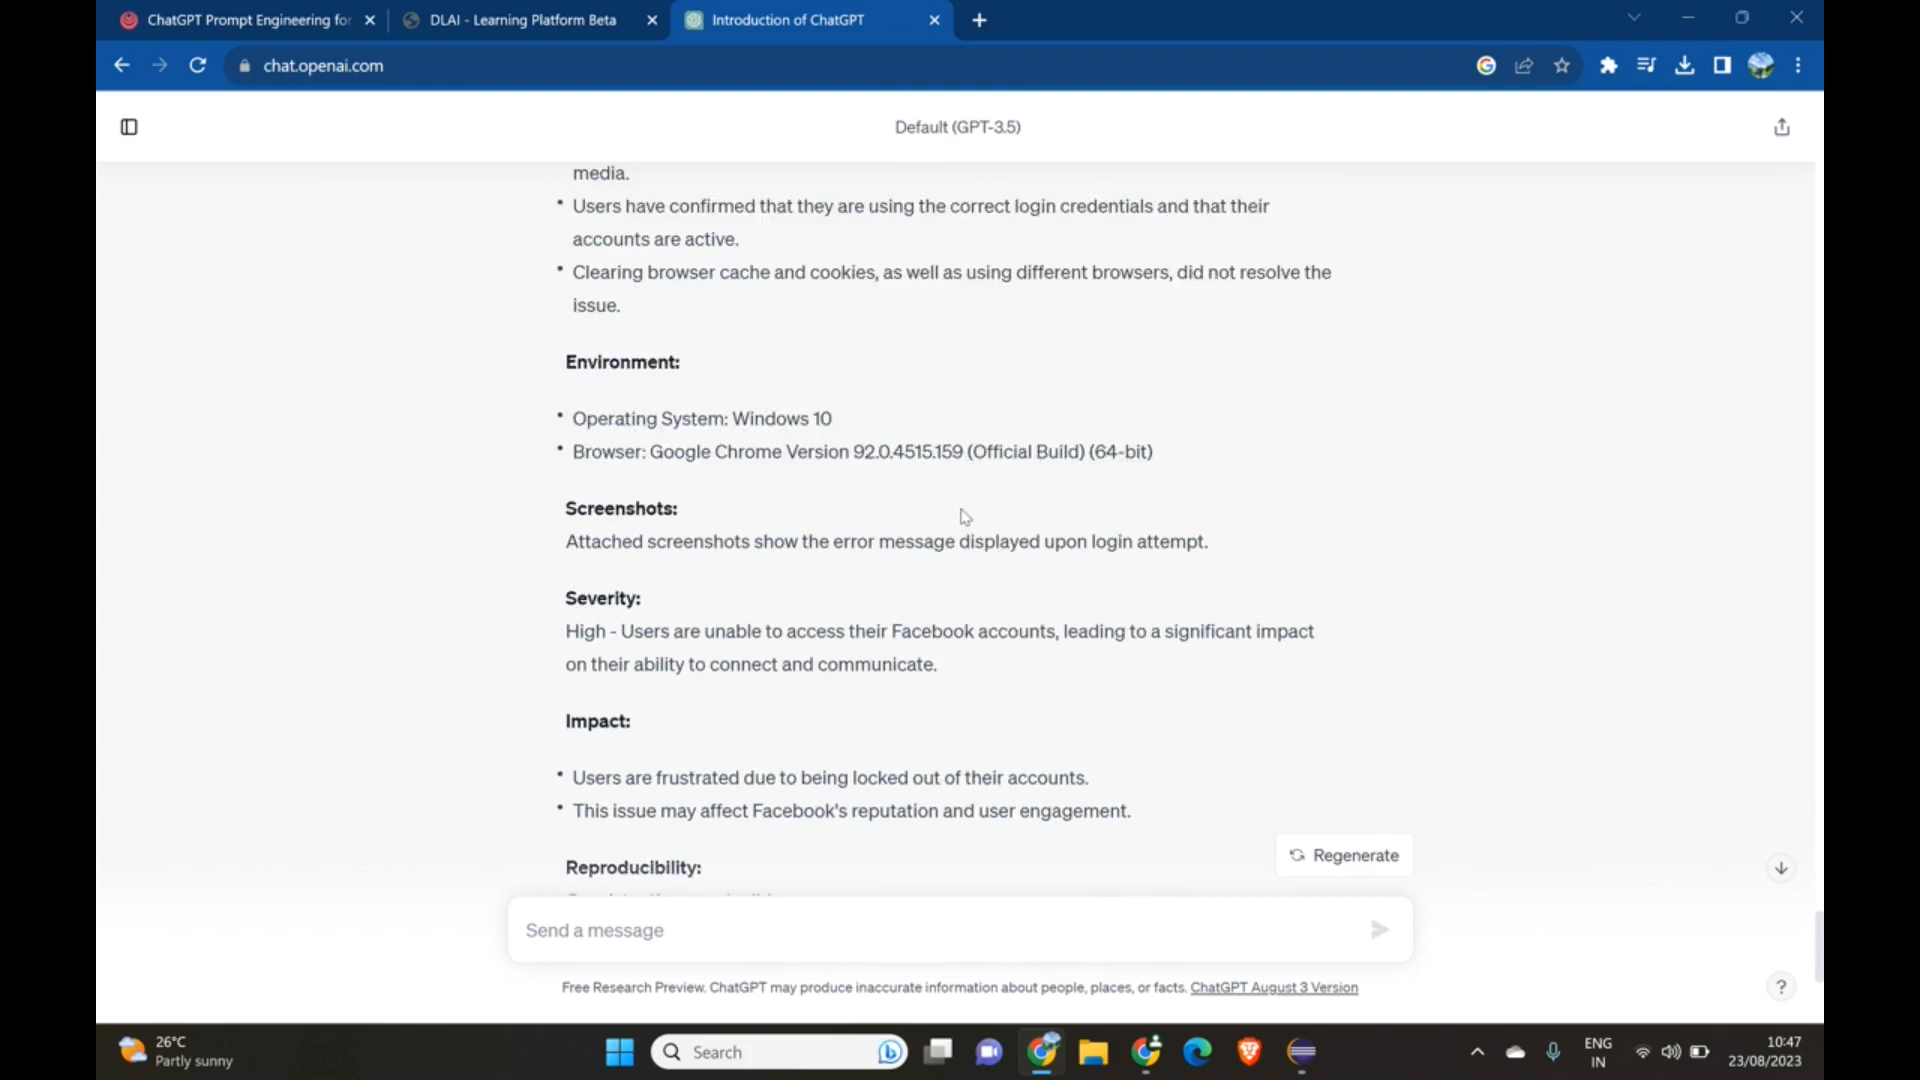 ChatGPT Prompt Engineering for
DLAI - Learning Platform Beta
Introduction of ChatGPT
chat.openai.com
Default (GPT-3.5)
media.
• Users have confirmed that they are using the correct login credentials and that their
accounts are active.
• Clearing browser cache and cookies, as well as using different browsers, did not resolve the
issue.
Environment:
• Operating System: Windows 10
• Browser: Google Chrome Version 92.0.4515.159 (Official Build) (64-bit)
Screenshots:
Attached screenshots show the error message displayed upon login attempt.
Severity:
High - Users are unable to access their Facebook accounts, leading to a significant impact
on their ability to connect and communicate.
Impact:
• Users are frustrated due to being locked out of their accounts.
• This issue may affect Facebook's reputation and user engagement.
Regenerate
Reproducibility:
Send a message
Free Research Preview. ChatGPT may produce inaccurate information about people, places, or facts. ChatGPT August 3 Version
?
26°C
Partly sunny
Search
ENG
IN
10:47
23/08/2023